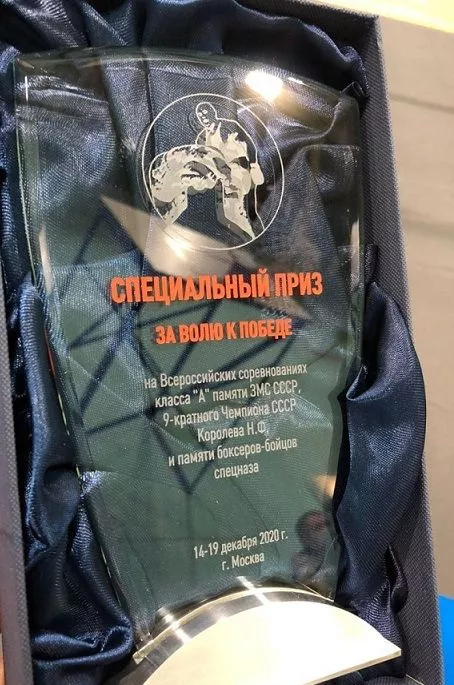 СПЕЦИАЛЬНЫЙ ПРИЗ
ЗА ВОЛЮ К ПОБЕДЕ
на Всероссийских соревнованиях
класса "А" памяти ЗМС СССР,
9-кратного Чемпиона СССР
Королева Н.Ф.
и памяти боксеров-бойцов
спецназа
14-19 декабря 2020 г.
г. Москва